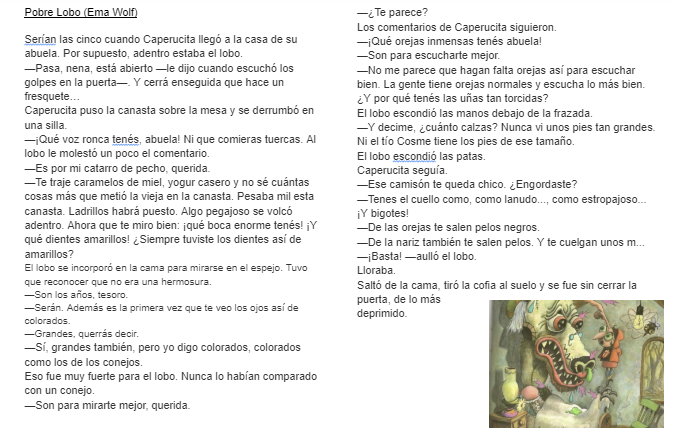 Pobre Lobo (Ema Wolf)
Serían las cinco cuando Caperucita llegó a la casa de su
abuela. Por supuesto, adentro estaba el lobo.
—Pasa, nena, está abierto —le dijo cuando escuchó los
golpes en la puerta—. Y cerrá enseguida que hace un
fresquete...
Caperucita puso la canasta sobre la mesa y se derrumbó en
una silla.
—¡Qué voz ronca tenés, abuela! Ni que comieras tuercas. Al
lobo le molestó un poco el comentario.
—Es por mi catarro de pecho, querida.
—Te traje caramelos de miel, yogur casero y no sé cuántas
cosas más que metió la vieja en la canasta. Pesaba mil esta
canasta. Ladrillos habrá puesto. Algo pegajoso se volcó
adentro. Ahora que te miro bien: ¡qué boca enorme tenés! ¡Y
qué dientes amarillos! ¿Siempre tuviste los dientes así de
amarillos?
El lobo se incorporó en la cama para mirarse en el espejo. Tuvo
que reconocer que no era una hermosura.
—Son los años, tesoro.
—Serán. Además es la primera vez que te veo los ojos así de
colorados.
—Grandes, querrás decir.
—Sí, grandes también, pero yo digo colorados, colorados
como los de los conejos.
Eso fue muy fuerte para el lobo. Nunca lo habían comparado
con un conejo.
—Son para mirarte mejor, querida.
—¿Te parece?
Los comentarios de Caperucita siguieron.
—¡Qué orejas inmensas tenés abuela!
—Son para escucharte mejor.
—No me parece que hagan falta orejas así para escuchar
bien. La gente tiene orejas normales y escucha lo más bien.
¿Y por qué tenés las uñas tan torcidas?
El lobo escondió las manos debajo de la frazada.
—Y decime, ¿cuánto calzas? Nunca vi unos pies tan grandes.
Ni el tío Cosme tiene los pies de ese tamaño.
El lobo escondió las patas.
Caperucita seguía.
—Ese camisón te queda chico. ¿Engordaste?
—Tenes el cuello como, como lanudo..., como estropajoso...
¡Y bigotes!
—De las orejas te salen pelos negros.
—De la nariz también te salen pelos. Y te cuelgan unos m...
—¡Basta! —aulló el lobo.
Lloraba.
Saltó de la cama, tiró la cofia al suelo y se fue sin cerrar la
puerta, de lo más
deprimido.